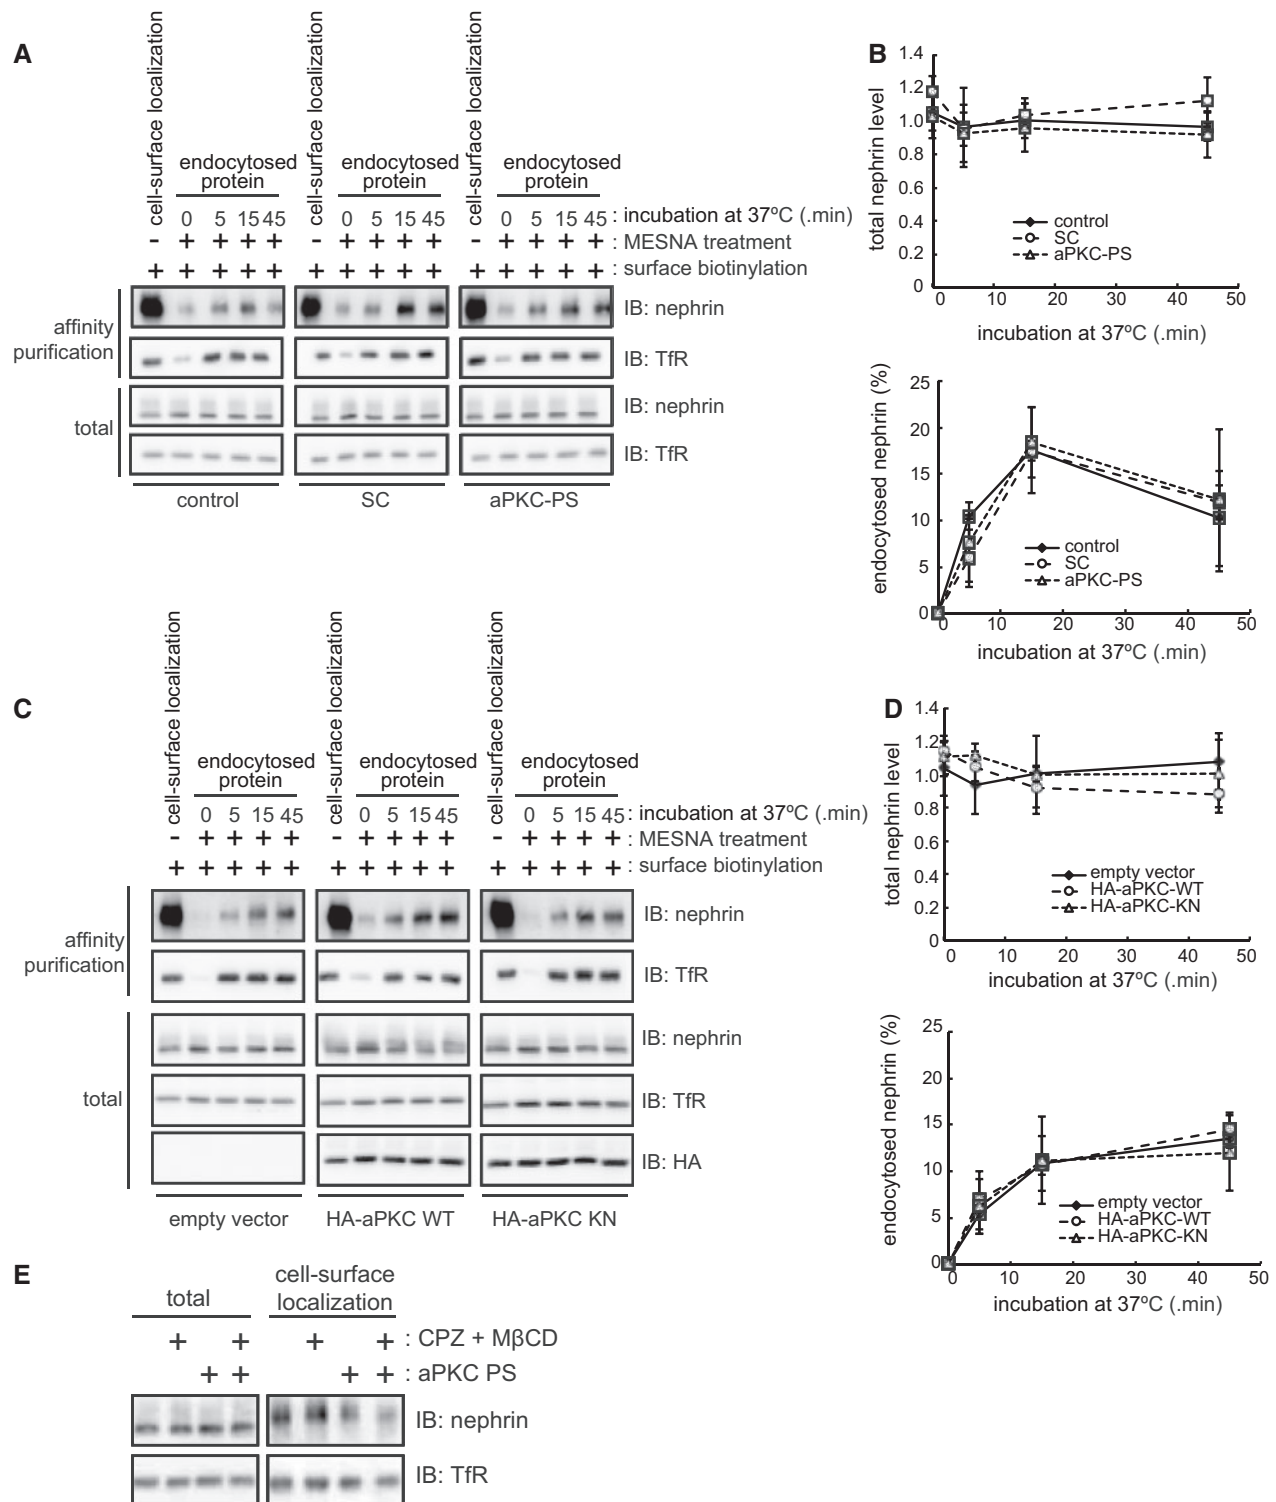 A
cell-surface localization
endocytosed
protein
cell-surface localization
endocytosed
protein
cell-surface localization
endocytosed
protein
0 5 15 45 0 5 15 45 0 5 15 45 : incubation at 37ºC (.min)
- + + + + - + + + + - + + + + : MESNA treatment
+ + + + + + + + + + + + + + + : surface biotinylation
affinity
purification
IB: nephrin
IB: TfR
total
IB: nephrin
IB: TfR
control SC aPKC-PS
B
total nephrin level
1.4
1.2
1.0
0.8
0.6
0.4
0.2
0
control
SC
aPKC-PS
0 10 20 30 40 50
incubation at 37ºC (.min)
endocytosed nephrin (%)
25
20
15
10
5
0
control
SC
aPKC-PS
0 10 20 30 40 50
incubation at 37ºC (.min)
C
cell-surface localization
endocytosed
protein
cell-surface localization
endocytosed
protein
cell-surface localization
endocytosed
protein
0 5 15 45 0 5 15 45 0 5 15 45 : incubation at 37ºC (.min)
- + + + + - + + + + - + + + + : MESNA treatment
+ + + + + + + + + + + + + + + : surface biotinylation
affinity
purification
IB: nephrin
IB: TfR
total
IB: nephrin
IB: TfR
IB: HA
empty vector HA-aPKC WT HA-aPKC KN
D
total nephrin level
1.4
1.2
1.0
0.8
0.6
0.4
0.2
0
empty vector
HA-aPKC-WT
HA-aPKC-KN
0 10 20 30 40 50
incubation at 37ºC (.min)
endocytosed nephrin (%)
25
20
15
10
5
0
empty vector
HA-aPKC-WT
HA-aPKC-KN
0 10 20 30 40 50
incubation at 37ºC (.min)
E
total
cell-surface
localization
+ + + + : CPZ + MβCD
+ + + + : aPKC PS
IB: nephrin
IB: TfR